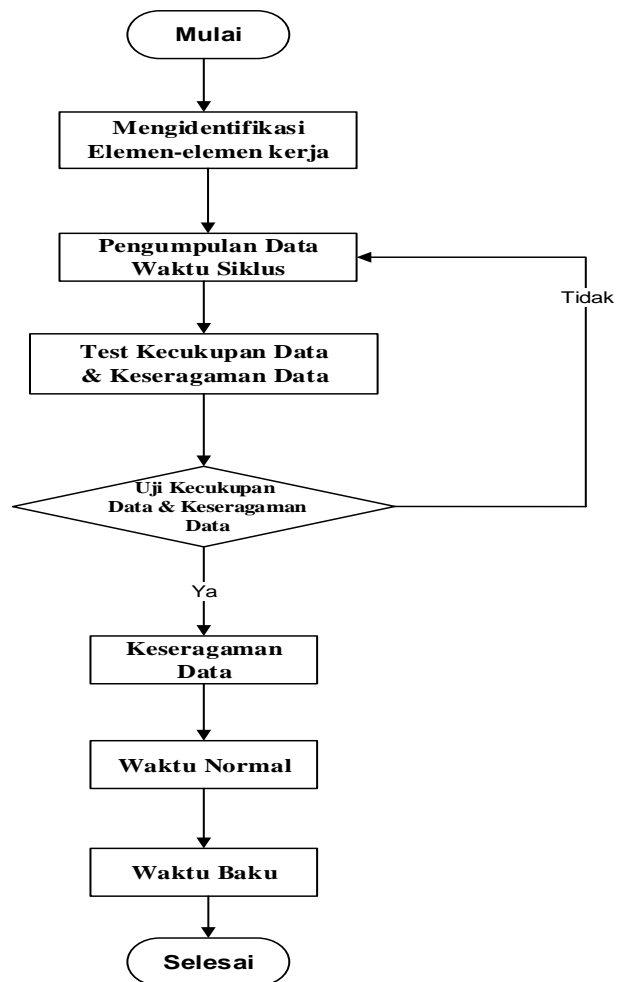 Mulai
Mengidentifikasi
Elemen-elemen kerja
Pengumpulan Data
Waktu Siklus
Tidak
Test Kecukupan Data
& Keseragaman Data
Uji Kecukupan
Data & Keseragaman
Data
Ya
Keseragaman
Data
Waktu Normal
Waktu Baku
Selesai